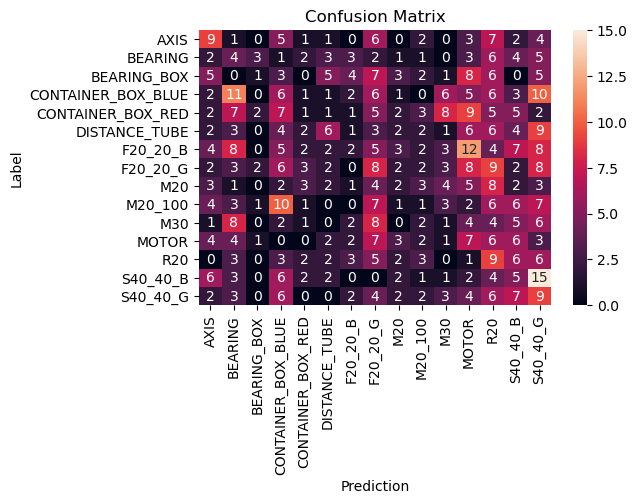 Confusion Matrix
AXIS 9 1 0 5 1 1 0 6 0 2 0 3 7 2 4
BEARING 2 4 3 1 2 3 3 2 1 1 0 3 6 4 5
BEARING_BOX 5 0 1 3 0 5 4 7 3 2 1 8 6 0 5
CONTAINER_BOX_BLUE 2 11 0 6 1 1 2 6 1 0 6 5 6 3 10
CONTAINER_BOX_RED 2 7 2 7 1 1 1 5 2 3 8 9 5 5 2
DISTANCE_TUBE 2 3 0 4 2 6 1 3 2 2 1 6 6 4 9
F20_20_B 4 8 0 5 2 2 2 5 3 2 3 12 4 7 8
F20_20_G 2 3 2 6 3 2 0 8 2 2 3 8 9 2 8
M20 3 1 0 2 3 2 1 4 2 3 4 5 8 2 3
M20_100 4 3 1 10 1 0 0 7 1 1 3 2 6 6 7
M30 1 8 0 2 1 0 2 8 0 2 1 4 4 5 6
MOTOR 4 4 1 0 0 2 2 7 3 2 1 7 6 6 3
R20 0 3 0 3 2 2 3 5 2 3 0 1 9 6 6
S40_40_B 6 3 0 6 2 2 0 0 2 1 1 2 4 5 15
S40_40_G 2 3 0 6 0 0 2 4 2 2 3 4 6 7 9
Label
AXIS BEARING BEARING_BOX CONTAINER_BOX_BLUE CONTAINER_BOX_RED DISTANCE_TUBE F20_20_B F20_20_G M20 M20_100 M30 MOTOR R20 S40_40_B S40_40_G
Prediction
15.0
12.5
10.0
7.5
5.0
2.5
0.0